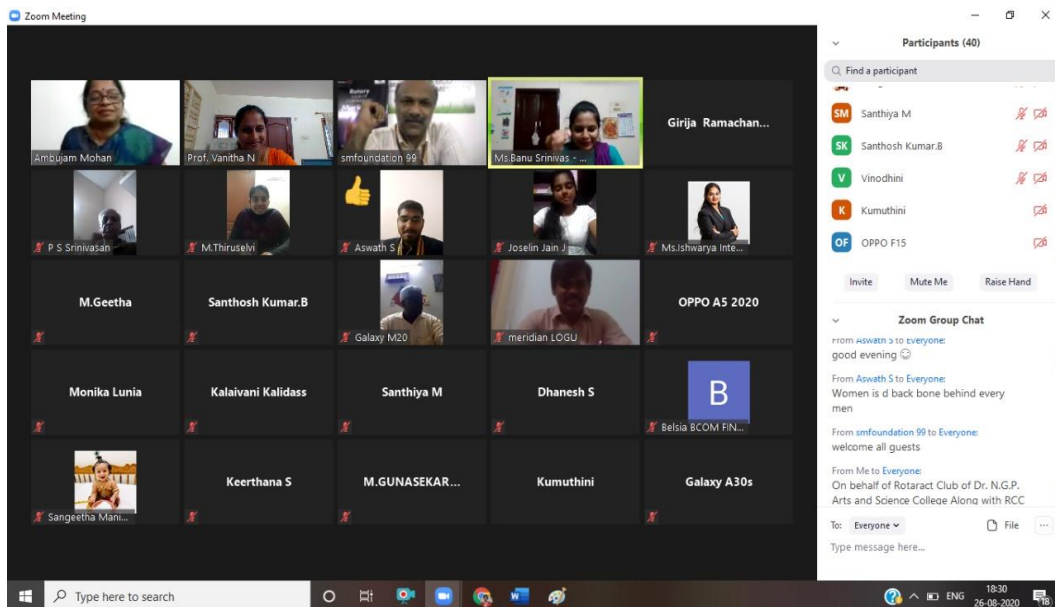 Zoom Meeting
Participants (40)
Find a participant
Ambujam Mohan
Prof. Vanitha N
smfoundation 99
Ms.Banu Srinivas - ...
Girija Ramachan...
P S Srinivasan
M.Thiruselvi
Aswath S
Joselin Jain J
Ms.Ishwarya Inte...
M.Geetha
Santhosh Kumar.B
Galaxy M20
meridian LOGU
OPPO A5 2020
Monika Lunia
Kalaivani Kalidass
Santhiya M
Dhanesh S
B
Belsia BCOM FIN...
Sangeetha Mani...
Keerthana S
M.GUNASEKAR...
Kumuthini
Galaxy A30s
SM Santhiya M
SK Santhosh Kumar.B
V Vinodhini
K Kumuthini
OF OPPO F15
Invite Mute Me Raise Hand
Zoom Group Chat
From Aswath S to Everyone:
good evening
From Aswath S to Everyone:
Women is d back bone behind every
men
From smfoundation 99 to Everyone:
welcome all guests
From Me to Everyone:
On behalf of Rotaract Club of Dr. N.G.P.
Arts and Science College Along with RCC
To: Everyone File ...
Type message here...
Type here to search
ENG
18:30
26-08-2020